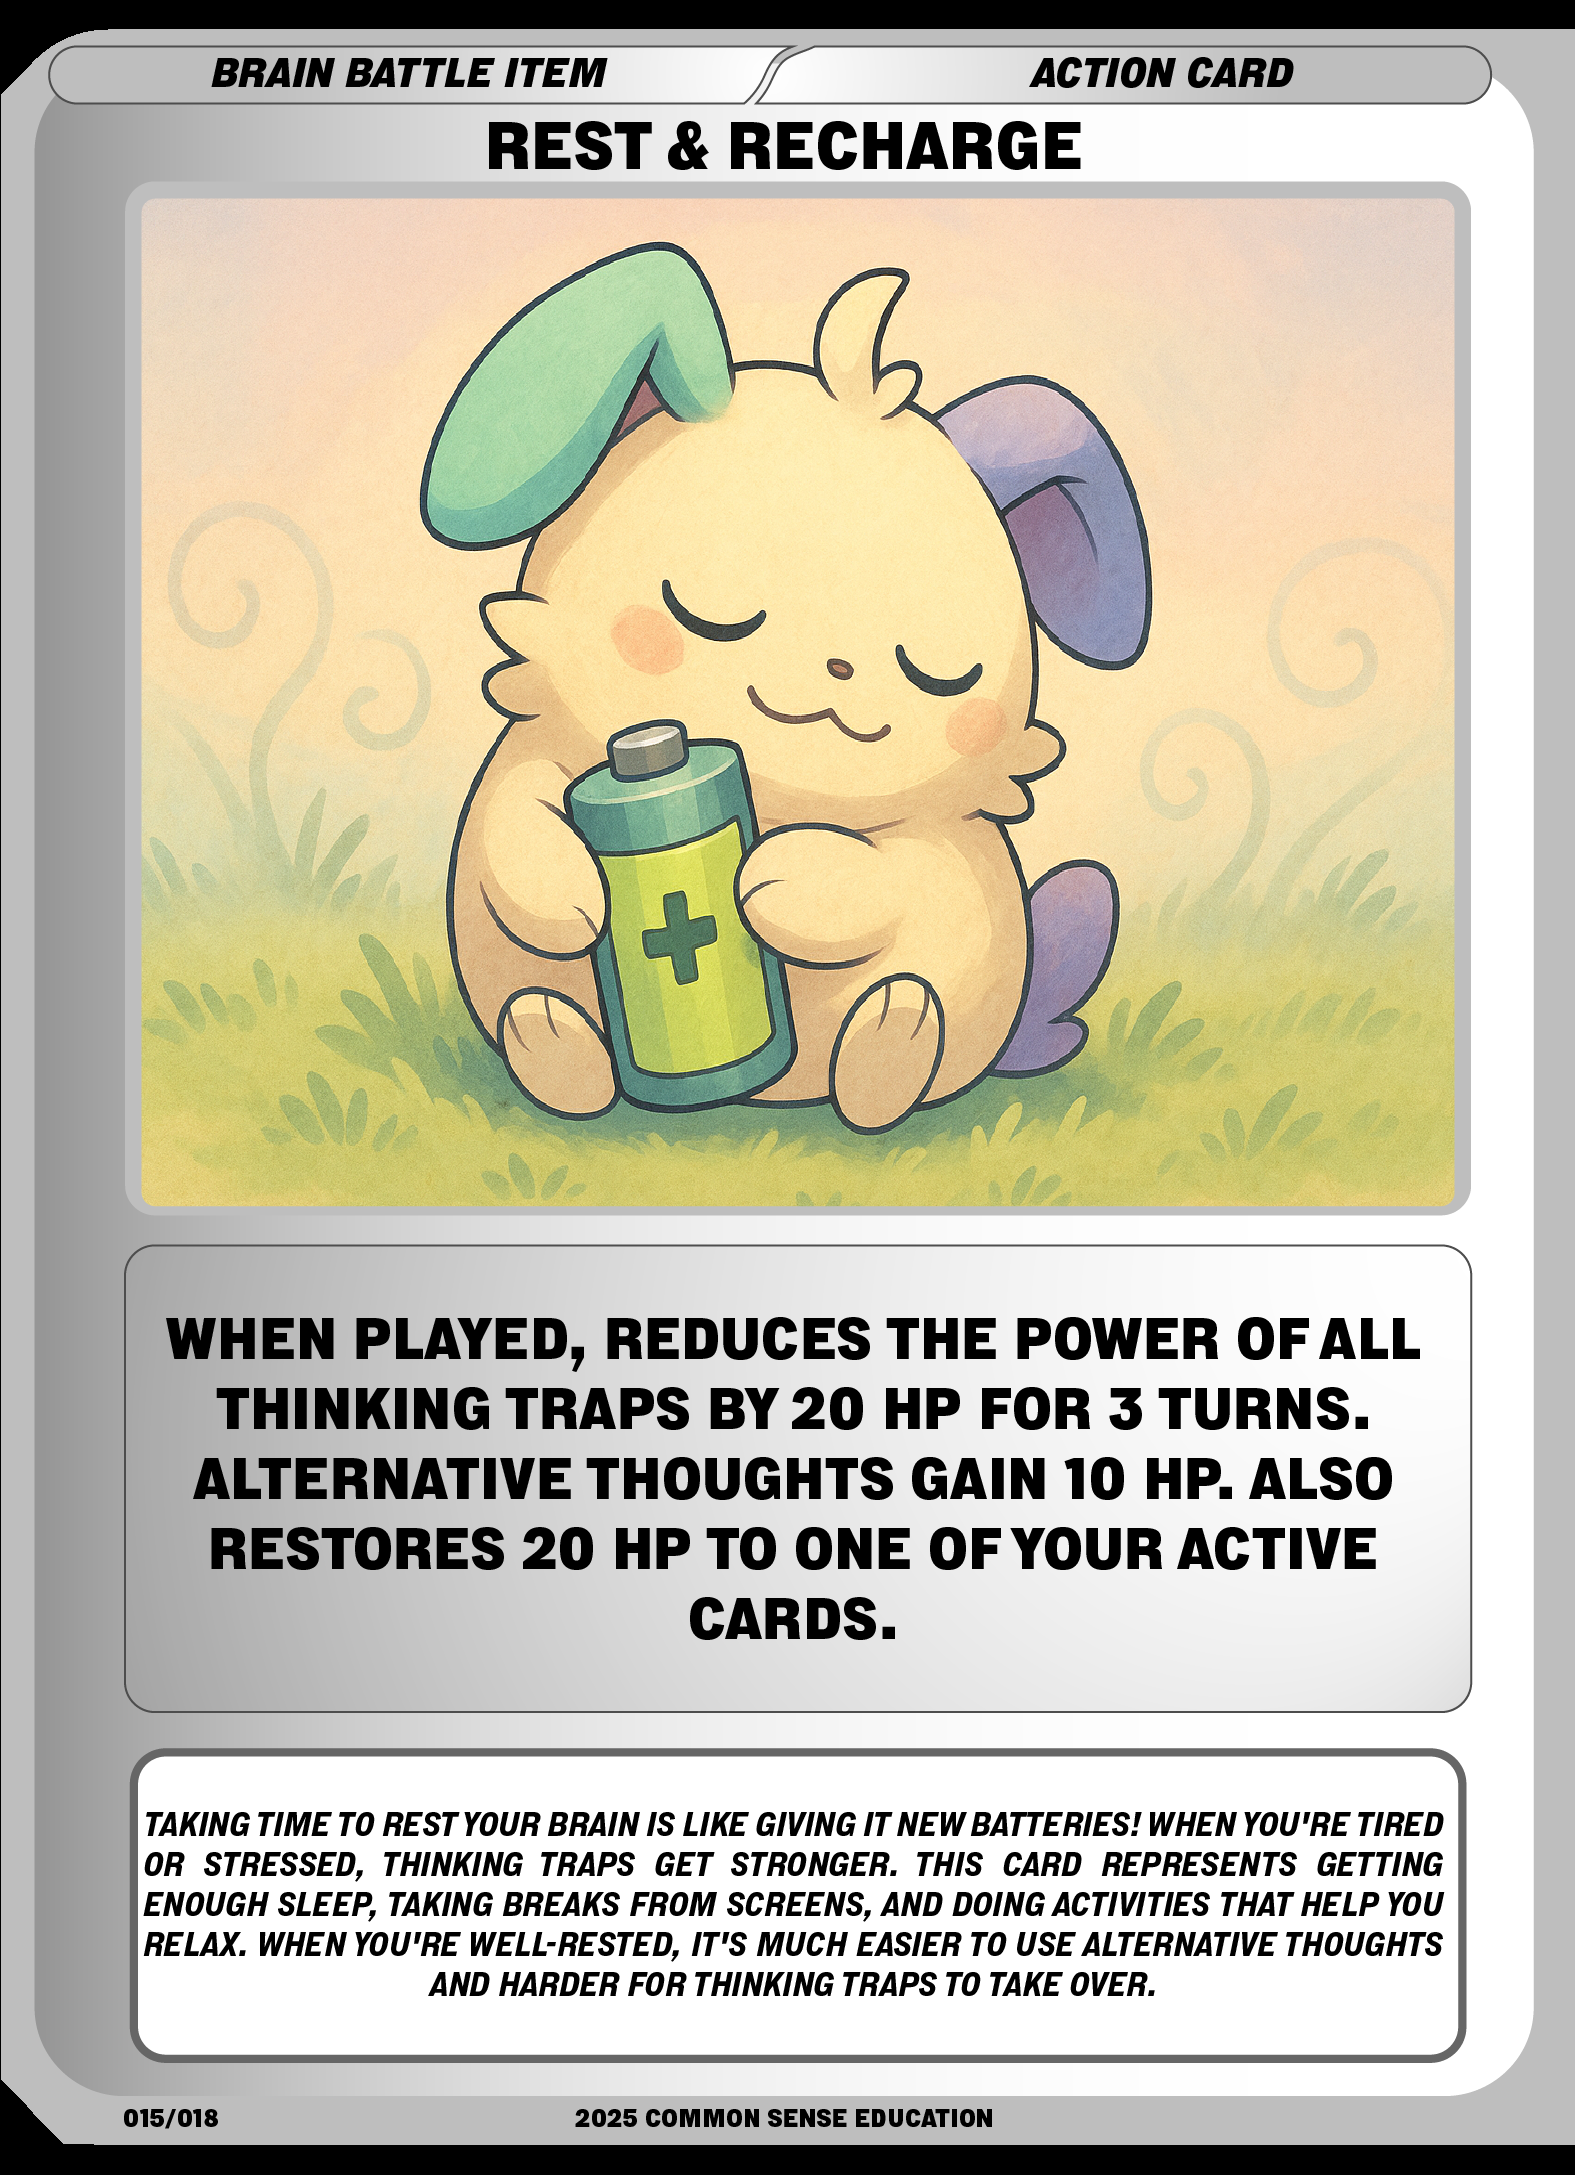 BRAIN BATTLE ITEM
ACTION CARD
REST & RECHARGE
WHEN PLAYED, REDUCES THE POWER OF ALL
THINKING TRAPS BY 20 HP FOR 3 TURNS.
ALTERNATIVE THOUGHTS GAIN 10 HP. ALSO
RESTORES 20 HP TO ONE OF YOUR ACTIVE
CARDS.
TAKING TIME TO REST YOUR BRAIN IS LIKE GIVING IT NEW BATTERIES! WHEN YOU'RE TIRED
OR STRESSED, THINKING TRAPS GET STRONGER. THIS CARD REPRESENTS GETTING
ENOUGH SLEEP, TAKING BREAKS FROM SCREENS, AND DOING ACTIVITIES THAT HELP YOU
RELAX. WHEN YOU'RE WELL-RESTED, IT'S MUCH EASIER TO USE ALTERNATIVE THOUGHTS
AND HARDER FOR THINKING TRAPS TO TAKE OVER.
015/018
2025 COMMON SENSE EDUCATION